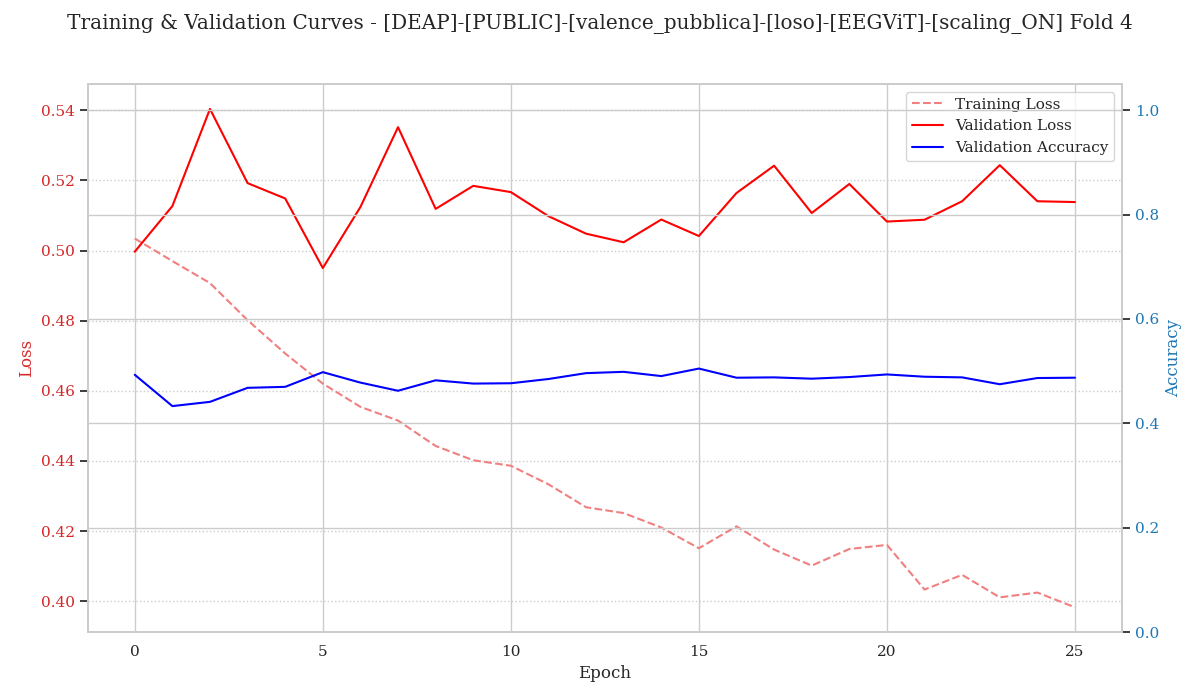 Training & Validation Curves - [DEAP]-[PUBLIC]-[valence_pubblica]-[loso]-[EEGViT]-[scaling_ON] Fold 4
Training Loss
Validation Loss
Validation Accuracy
0.54
0.52
0.50
0.48
0.46
0.44
0.42
0.40
Loss
1.0
0.8
0.6
0.4
0.2
0.0
Accuracy
0 5 10 15 20 25
Epoch